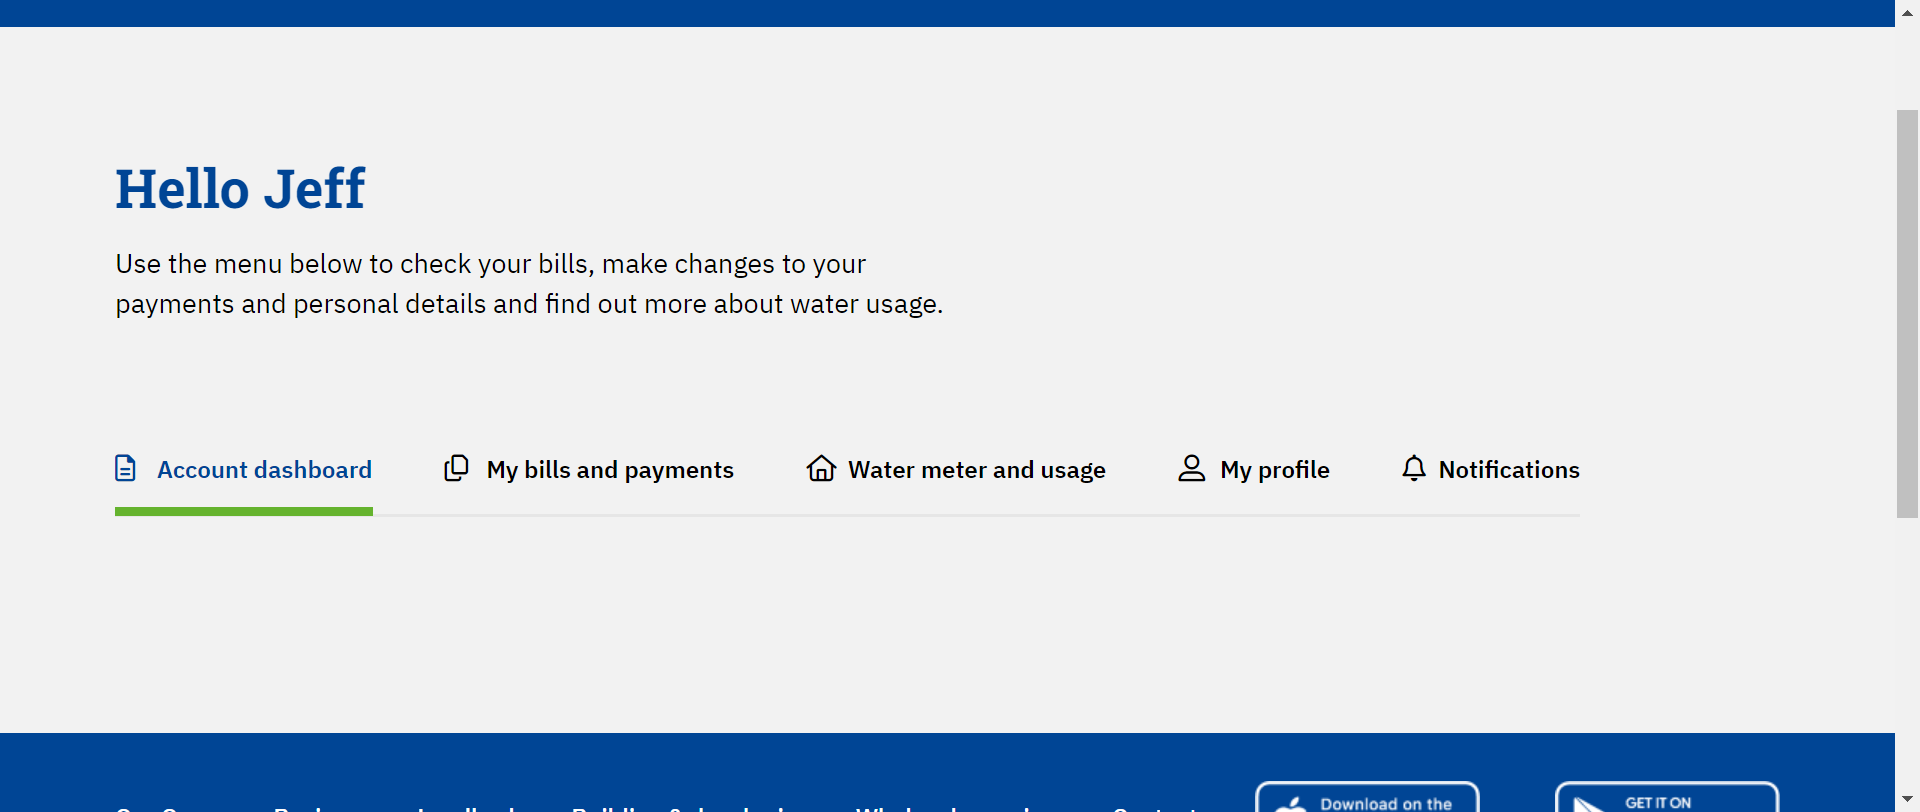 Hello Jeff
Use the menu below to check your bills, make changes to your
payments and personal details and find out more about water usage.
Account dashboard My bills and payments Water meter and usage My profile Notifications
Download on the GET IT ON